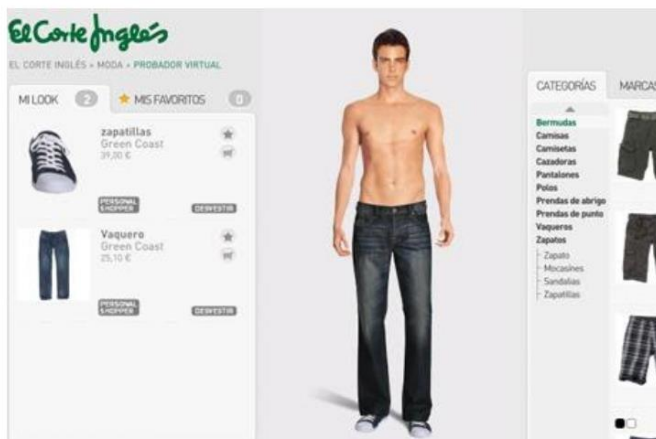 El Corte Inglés
EL CORTE INGLÉS » MODA » PROBADOR VIRTUAL
MI LOOK 2
MIS FAVORITOS 0
zapatillas
Green Coast
39,00 €
PERSONAL SHOPPER
DESVESTIR
Vaquero
Green Coast
25,10 €
PERSONAL SHOPPER
DESVESTIR
CATEGORÍAS
MARCAS
Bermudas
Camisas
Camisetas
Cazadoras
Pantalones
Polos
Prendas de abrigo
Prendas de punto
Vaqueros
Zapatos
Zapato
Mocasines
Sandalias
Zapatillas